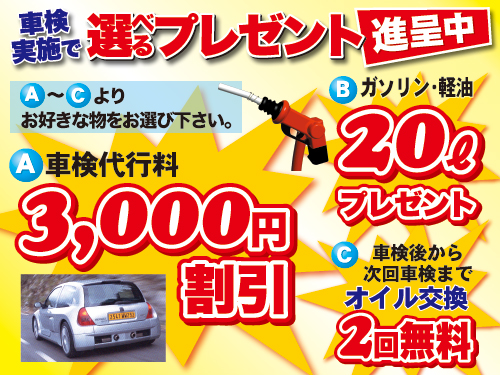 車検実施で選べるプレゼント進呈中
A～Cより
お好きな物をお選び下さい。
A車検代行料
3,000円
割引
Bガソリン・軽油
20ℓ
プレゼント
C車検後から
次回車検まで
オイル交換
2回無料